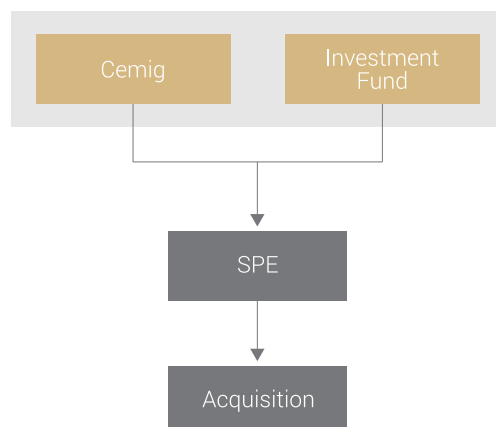 Cemig
Investment
Fund
SPE
Acquisition